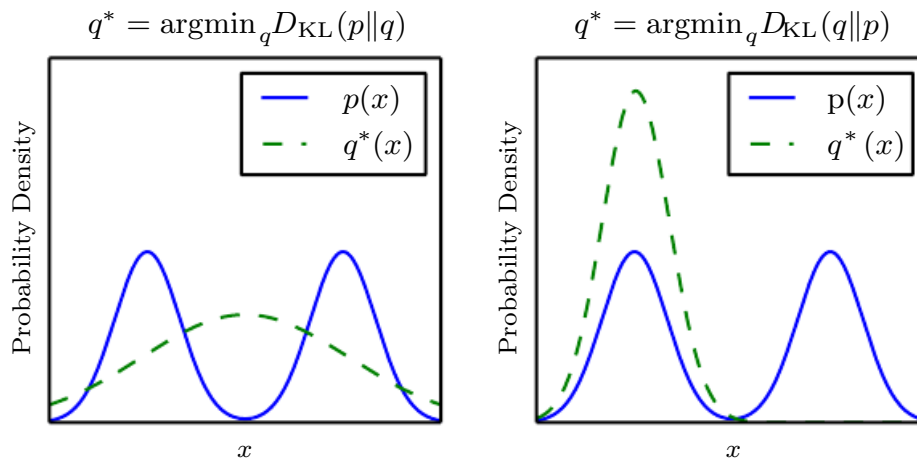 q* = argmin_q D_KL(p‖q)
p(x)
q*(x)
Probability Density
x
q* = argmin_q D_KL(q‖p)
p(x)
q*(x)
Probability Density
x